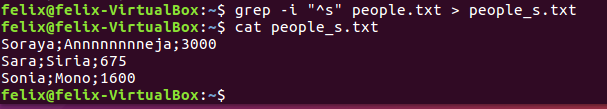 felix@felix-VirtualBox:~$ grep -i "^s" people.txt > people_s.txt
felix@felix-VirtualBox:~$ cat people_s.txt
Soraya;Annnnnnnneja;3000
Sara;Siria;675
Sonia;Mono;1600
felix@felix-VirtualBox:~$